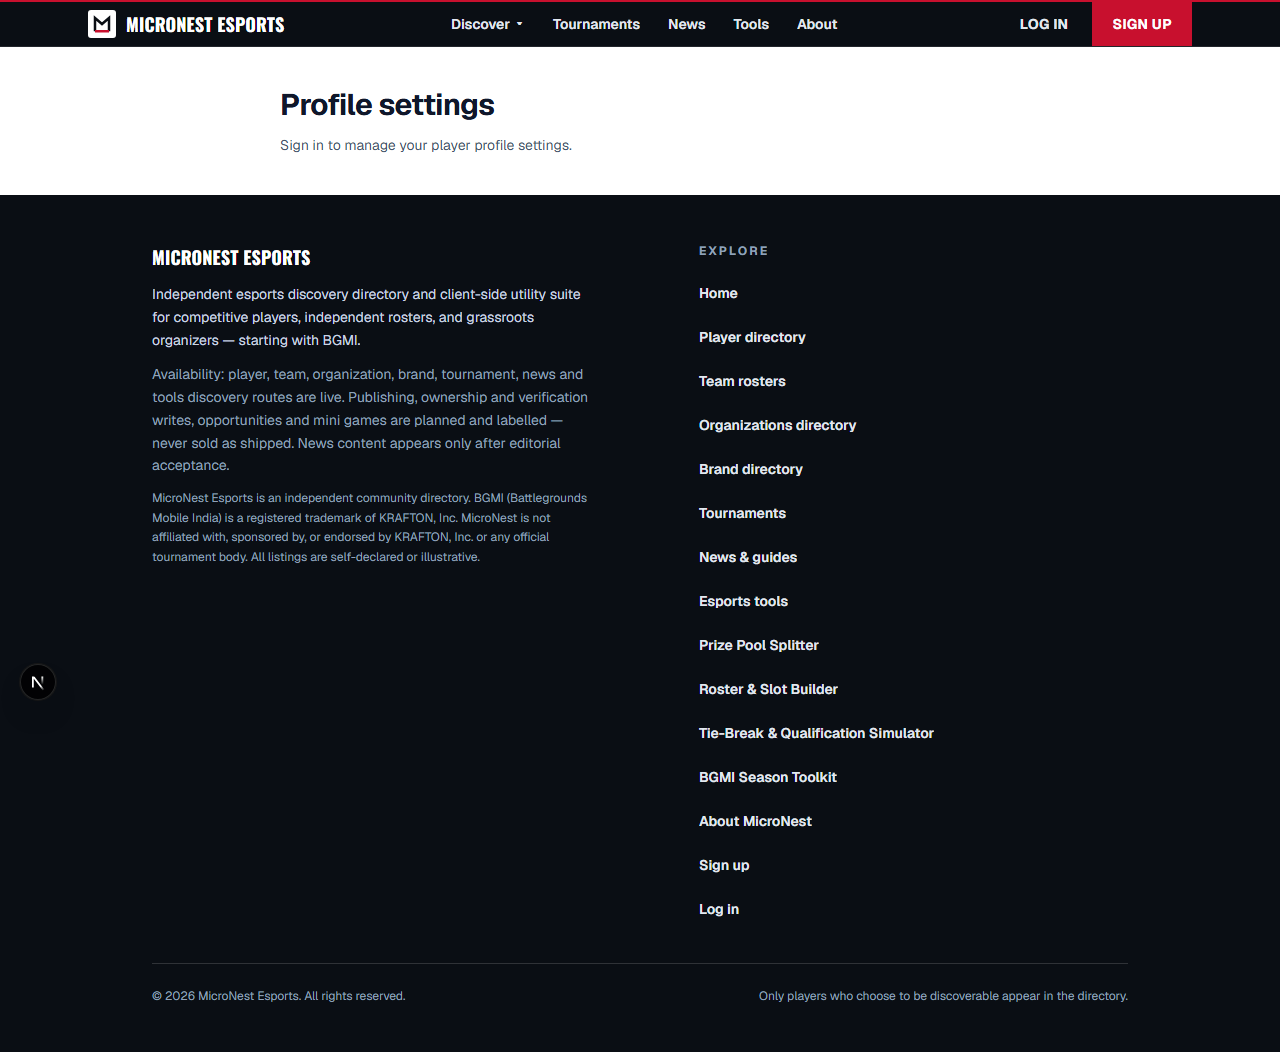 MICRONEST ESPORTS
Discover
Tournaments
News
Tools
About
LOG IN
SIGN UP
Profile settings
Sign in to manage your player profile settings.
MICRONEST ESPORTS
Independent esports discovery directory and client-side utility suite
for competitive players, independent rosters, and grassroots
organizers — starting with BGMI.
Availability: player, team, organization, brand, tournament, news and
tools discovery routes are live. Publishing, ownership and verification
writes, opportunities and mini games are planned and labelled —
never sold as shipped. News content appears only after editorial
acceptance.
MicroNest Esports is an independent community directory. BGMI (Battlegrounds
Mobile India) is a registered trademark of KRAFTON, Inc. MicroNest is not
affiliated with, sponsored by, or endorsed by KRAFTON, Inc. or any official
tournament body. All listings are self-declared or illustrative.
EXPLORE
Home
Player directory
Team rosters
Organizations directory
Brand directory
Tournaments
News & guides
Esports tools
Prize Pool Splitter
Roster & Slot Builder
Tie-Break & Qualification Simulator
BGMI Season Toolkit
About MicroNest
Sign up
Log in
N
© 2026 MicroNest Esports. All rights reserved.
Only players who choose to be discoverable appear in the directory.